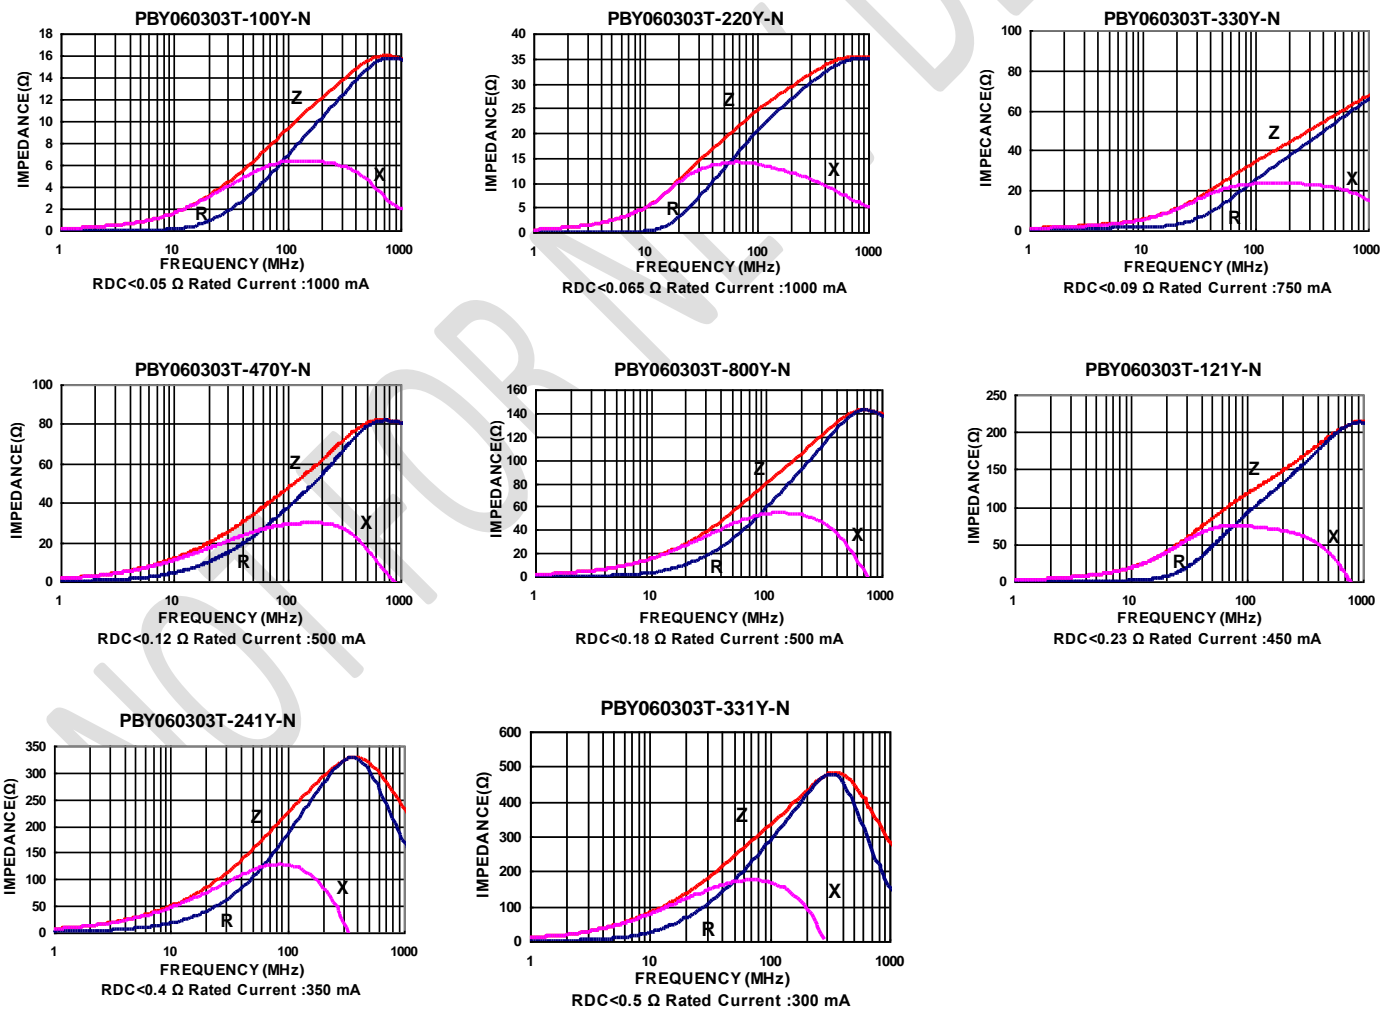 PBY060303T-100Y-N
IMPEDANCE(Ω)
18
16
14
12
10
8
6
4
2
0
Z
X
R
1
10
100
1000
FREQUENCY (MHz)
RDC<0.05 Ω Rated Current :1000 mA
PBY060303T-220Y-N
IMPEDANCE(Ω)
40
35
30
25
20
15
10
5
0
Z
X
R
1
10
100
1000
FREQUENCY (MHz)
RDC<0.065 Ω Rated Current :1000 mA
PBY060303T-330Y-N
IMPECANCE(Ω)
100
80
60
40
20
0
Z
X
R
1
10
100
1000
FREQUENCY (MHz)
RDC<0.09 Ω Rated Current :750 mA
PBY060303T-470Y-N
IMPEDANCE(Ω)
100
80
60
40
20
0
Z
X
R
1
10
100
1000
FREQUENCY (MHz)
RDC<0.12 Ω Rated Current :500 mA
PBY060303T-800Y-N
IMPEDANCE(Ω)
160
140
120
100
80
60
40
20
0
Z
X
R
1
10
100
1000
FREQUENCY (MHz)
RDC<0.18 Ω Rated Current :500 mA
PBY060303T-121Y-N
IMPEDANCE(Ω)
250
200
150
100
50
0
Z
X
R
1
10
100
1000
FREQUENCY (MHz)
RDC<0.23 Ω Rated Current :450 mA
PBY060303T-241Y-N
IMPEDANCE(Ω)
350
300
250
200
150
100
50
0
Z
X
R
1
10
100
1000
FREQUENCY (MHz)
RDC<0.4 Ω Rated Current :350 mA
PBY060303T-331Y-N
IMPEDANCE(Ω)
600
500
400
300
200
100
0
Z
X
R
1
10
100
1000
FREQUENCY (MHz)
RDC<0.5 Ω Rated Current :300 mA
NOT FOR